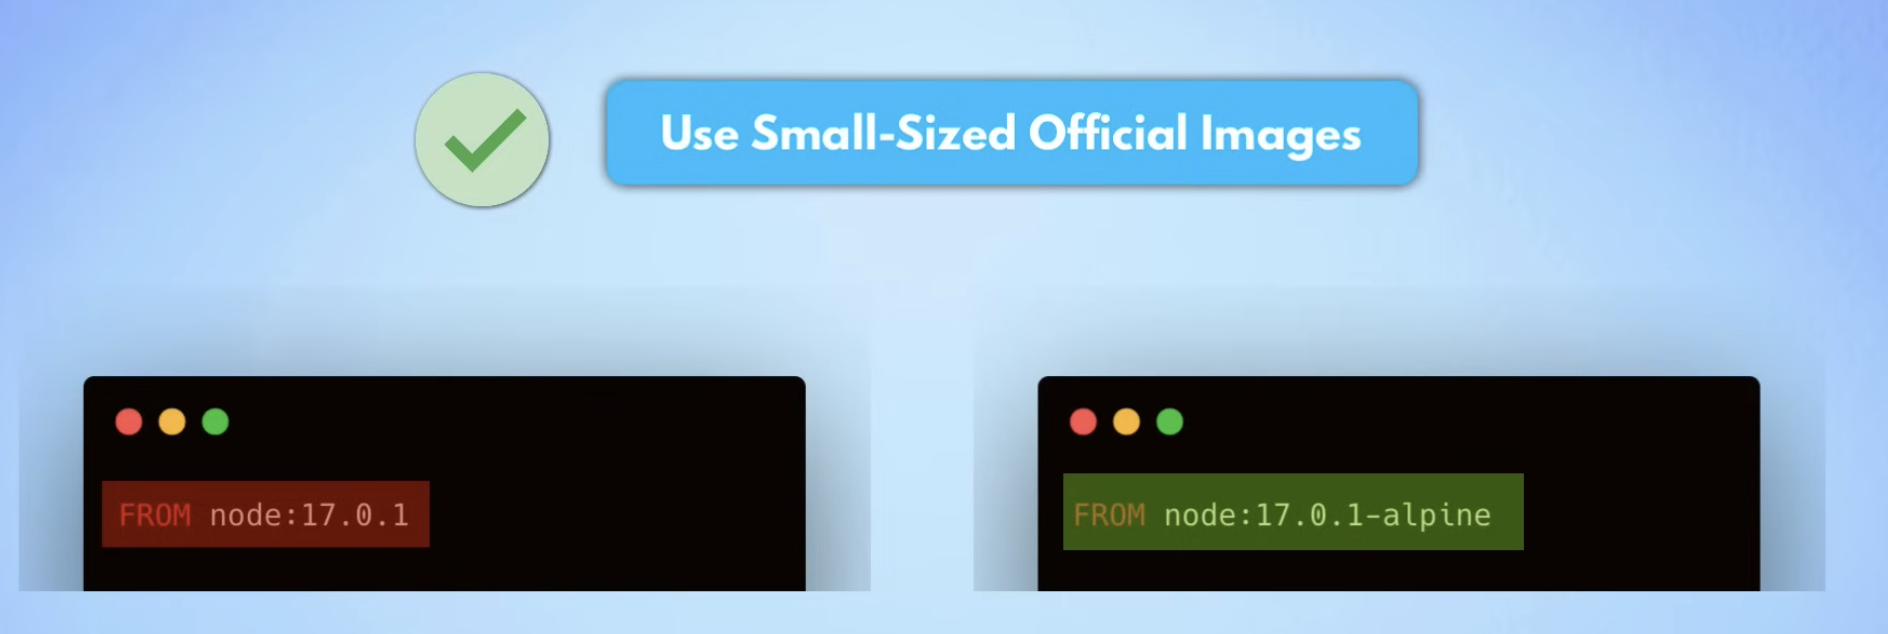 Use Small-Sized Official Images
FROM node:17.0.1
FROM node:17.0.1-alpine